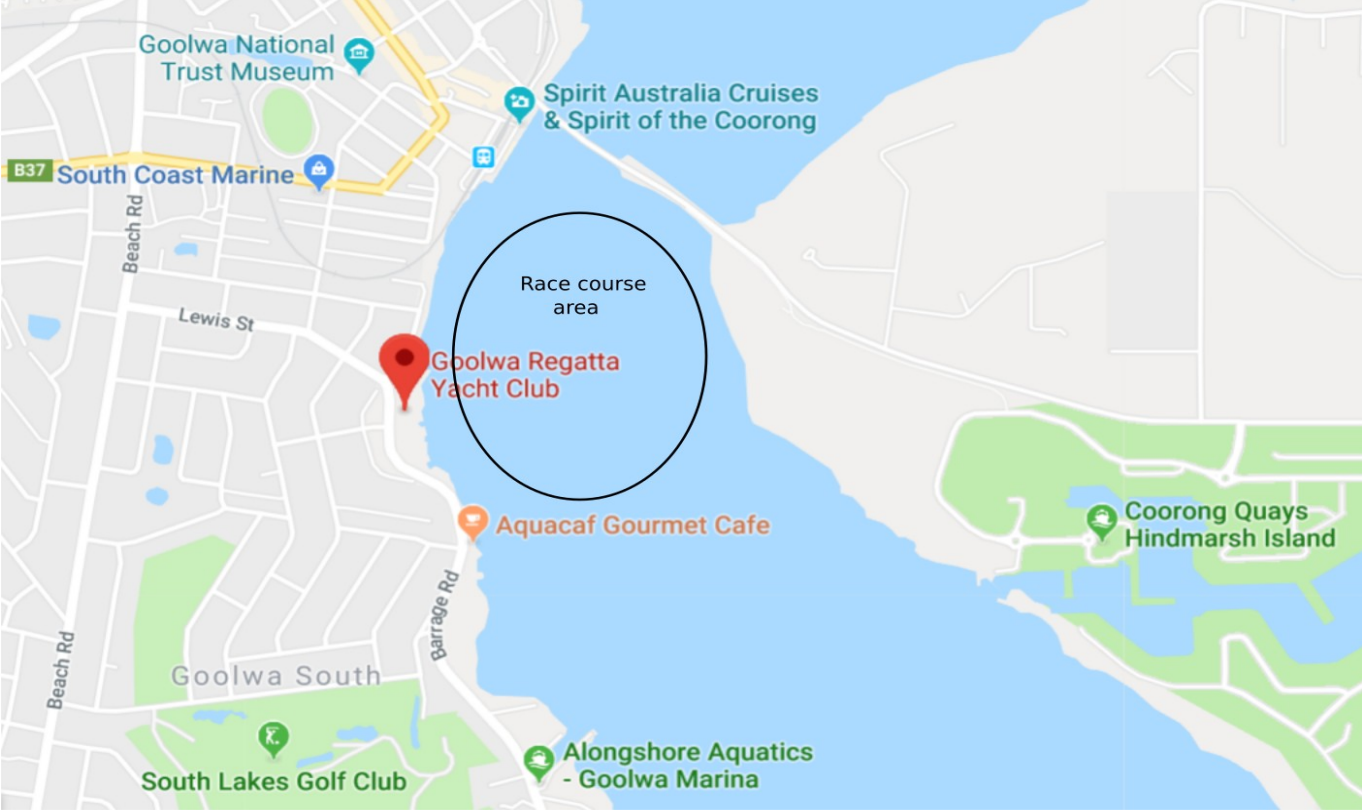 Goolwa National
Trust Museum
Spirit Australia Cruises
& Spirit of the Coorong
B37
South Coast Marine
Beach Rd
Race course
area
Lewis St
Goolwa Regatta
Yacht Club
Aquacaf Gourmet Cafe
Coorong Quays
Hindmarsh Island
Barrage Rd
Beach Rd
Goolwa South
South Lakes Golf Club
Alongshore Aquatics
- Goolwa Marina